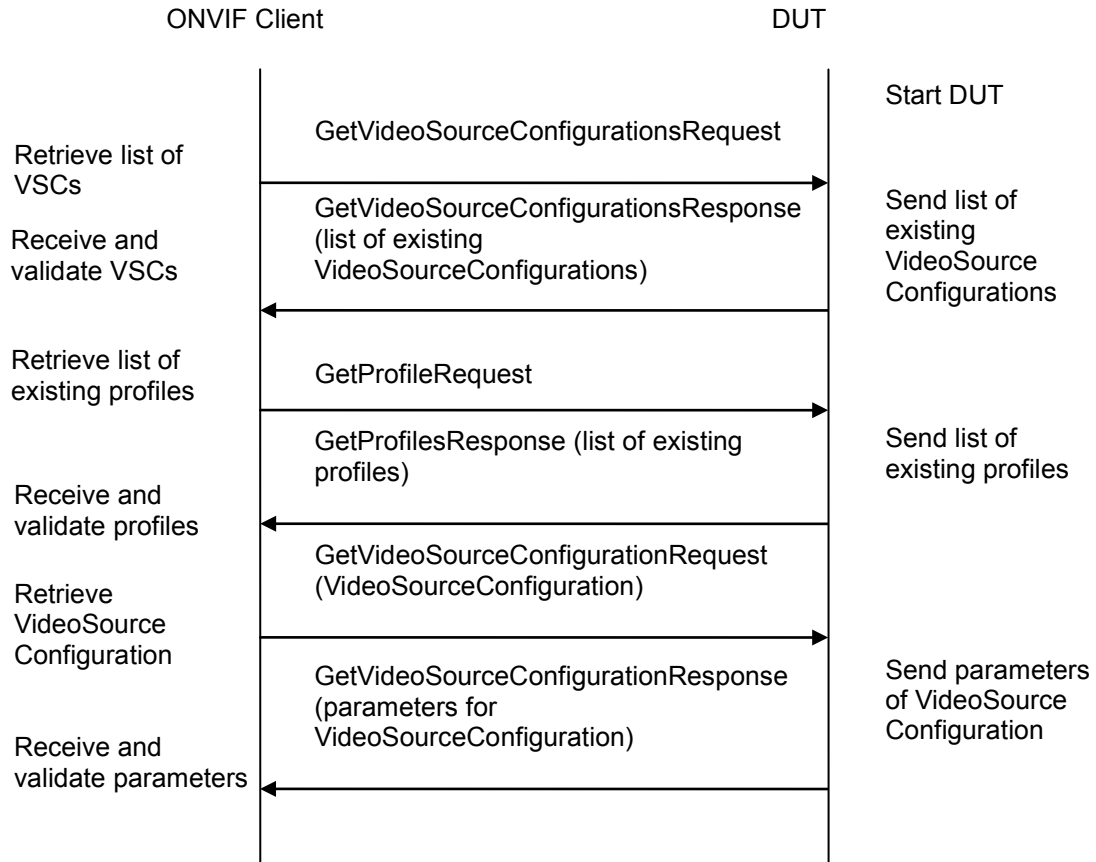 ONVIF Client
DUT
Start DUT
GetVideoSourceConfigurationsRequest
Retrieve list of
VSCs
Send list of
existing
VideoSource
Configurations
GetVideoSourceConfigurationsResponse
(list of existing
VideoSourceConfigurations)
Receive and
validate VSCs
Retrieve list of
existing profiles
GetProfileRequest
GetProfilesResponse (list of existing
profiles)
Send list of
existing profiles
Receive and
validate profiles
GetVideoSourceConfigurationRequest
(VideoSourceConfiguration)
Retrieve
VideoSource
Configuration
GetVideoSourceConfigurationResponse
(parameters for
VideoSourceConfiguration)
Send parameters
of VideoSource
Configuration
Receive and
validate parameters